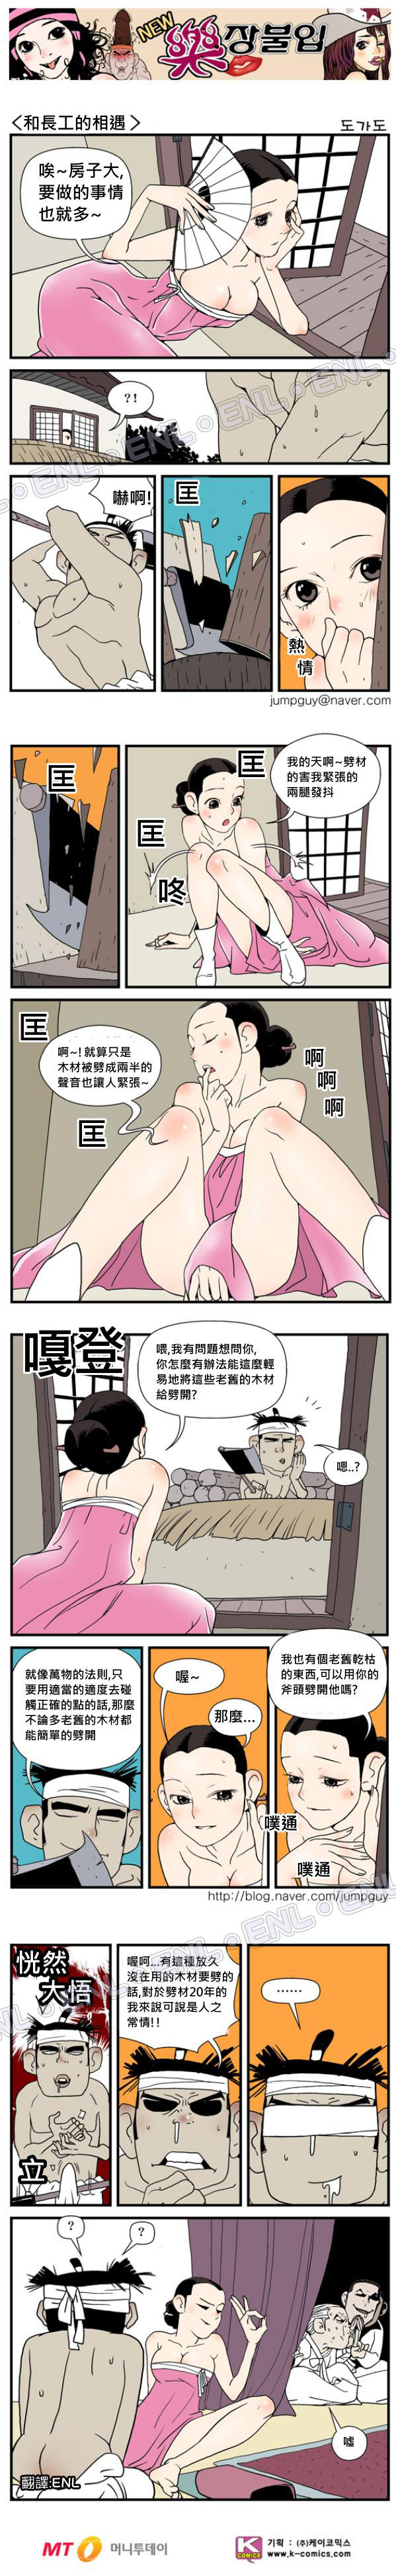 NEW 樂 장불입
<和長工的相遇>
도가도
唉~房子大,
要做的事情
也就多~
?!
嚇啊!
匡
熱
情
jumpguy@naver.com
匡
匡
匡
咚
我的天啊~劈材
的害我緊張的
兩腿發抖
匡
啊~! 就算只是
木材被劈成兩半的
聲音也讓人緊張~
匡
啊
啊
啊
嘎登
喂,我有問題想問你,
你怎麼有辦法能這麼輕
易地將這些老舊的木材
給劈開?
嗯..?
就像萬物的法則,只
要用適當的適度去碰
觸正確的點的話,那麼
不論多老舊的木材都
能簡單的劈開
喔~
那麼...
我也有個老舊乾枯
的東西,可以用你的
斧頭劈開他嗎?
噗通
噗通
http://blog.naver.com/jumpguy
恍然
大悟
立
喔呵...有這種放久
沒在用的木材要劈的
話,對於劈材20年的
我來說可說是人之
常情!!
......
?
?
噓
翻譯:ENL
MTO 머니투데이
K COMICS
기획 : (주)케이코믹스
www.k-comics.com
ENL